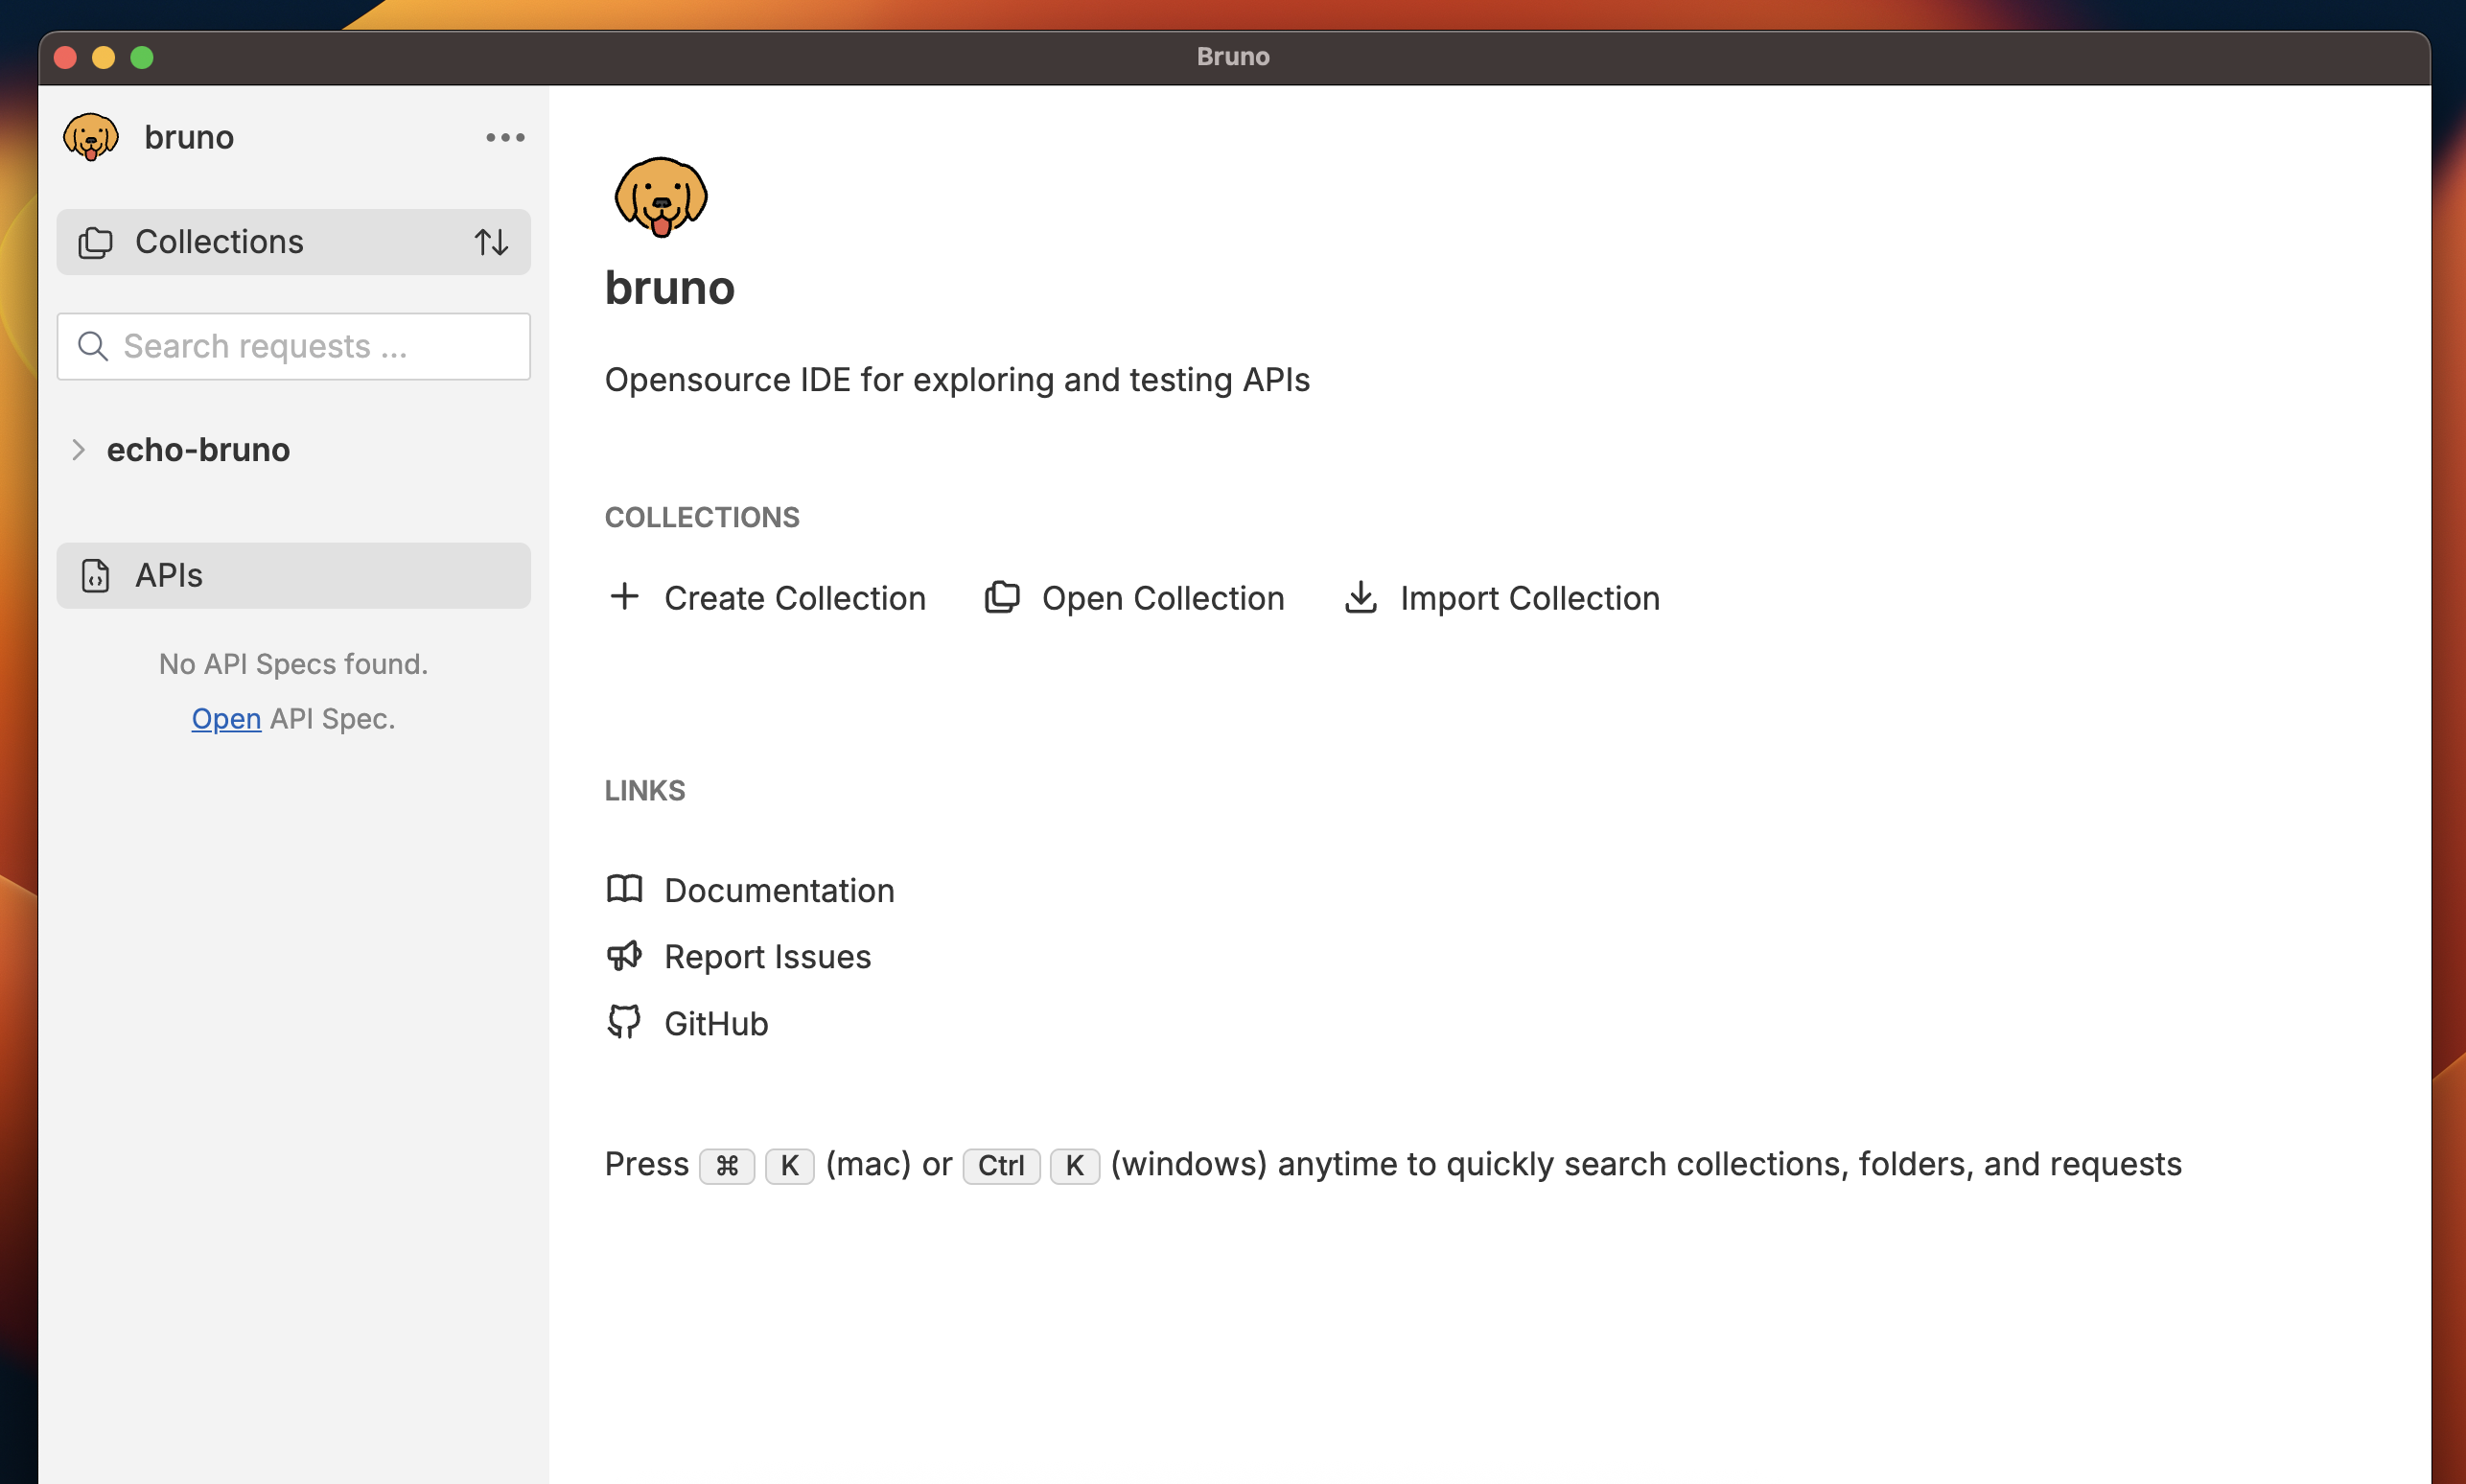 Bruno
bruno
Collections
Search requests ...
echo-bruno
APIs
No API Specs found.
Open API Spec.
bruno
Opensource IDE for exploring and testing APIs
COLLECTIONS
Create Collection Open Collection Import Collection
LINKS
Documentation
Report Issues
GitHub
Press ⌘ K (mac) or Ctrl K (windows) anytime to quickly search collections, folders, and requests